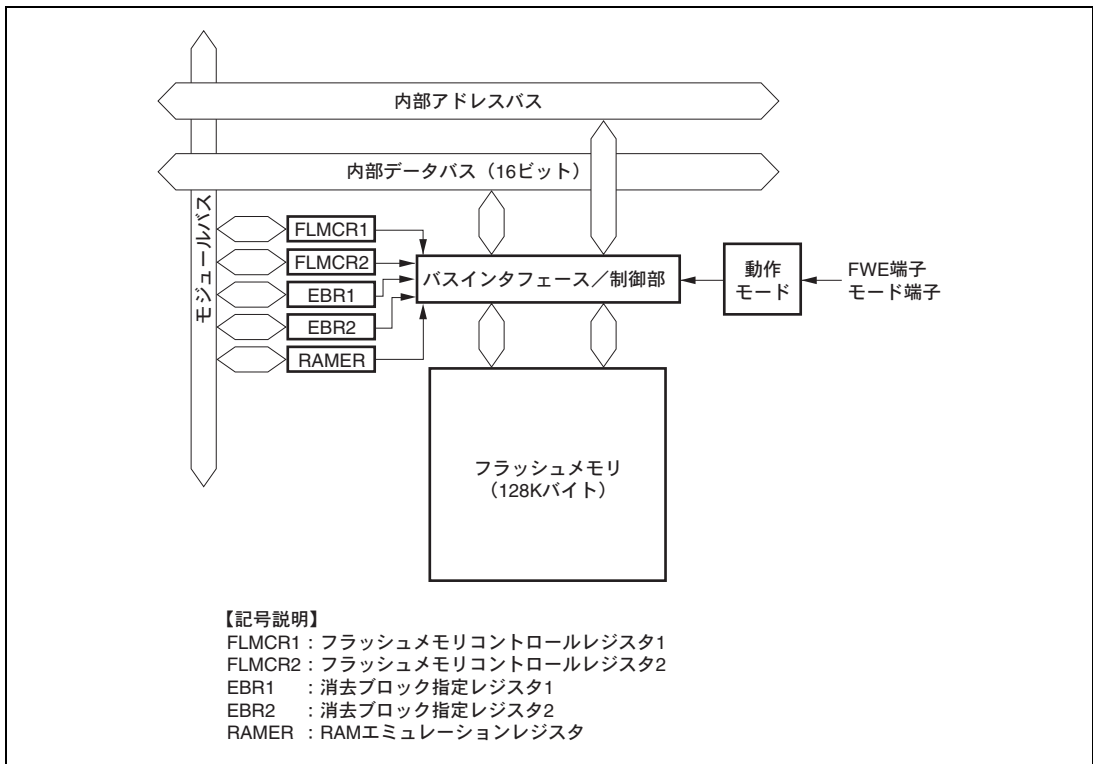 内部アドレスバス
内部データバス（16ビット）
モジュールバス
FLMCR1
FLMCR2
EBR1
EBR2
RAMER
バスインタフェース／制御部
動作
モード
FWE端子
モード端子
フラッシュメモリ
（128Kバイト）
【記号説明】
FLMCR1：フラッシュメモリコントロールレジスタ1
FLMCR2：フラッシュメモリコントロールレジスタ2
EBR1　：消去ブロック指定レジスタ1
EBR2　：消去ブロック指定レジスタ2
RAMER ：RAMエミュレーションレジスタ